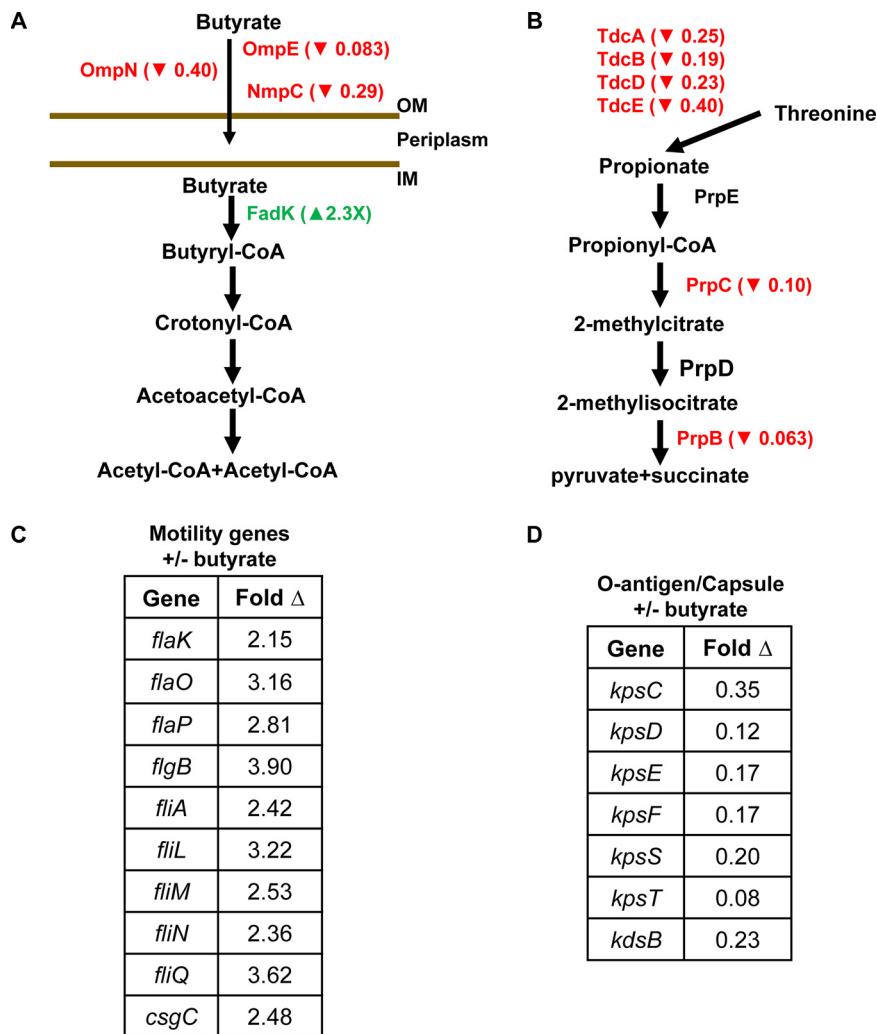 A
Butyrate
OmpE (▼ 0.083)
OmpN (▼ 0.40)
NmpC (▼ 0.29)
OM
Periplasm
IM
Butyrate
FadK (▲2.3X)
Butyryl-CoA
Crotonyl-CoA
Acetoacetyl-CoA
Acetyl-CoA+Acetyl-CoA
B
TdcA (▼ 0.25)
TdcB (▼ 0.19)
TdcD (▼ 0.23)
TdcE (▼ 0.40)
Threonine
Propionate
PrpE
Propionyl-CoA
PrpC (▼ 0.10)
2-methylcitrate
PrpD
2-methylisocitrate
PrpB (▼ 0.063)
pyruvate+succinate
C
Motility genes
+/- butyrate
Gene Fold Δ
flaK 2.15
flaO 3.16
flaP 2.81
flgB 3.90
fliA 2.42
fliL 3.22
fliM 2.53
fliN 2.36
fliQ 3.62
csgC 2.48
D
O-antigen/Capsule
+/- butyrate
Gene Fold Δ
kpsC 0.35
kpsD 0.12
kpsE 0.17
kpsF 0.17
kpsS 0.20
kpsT 0.08
kdsB 0.23